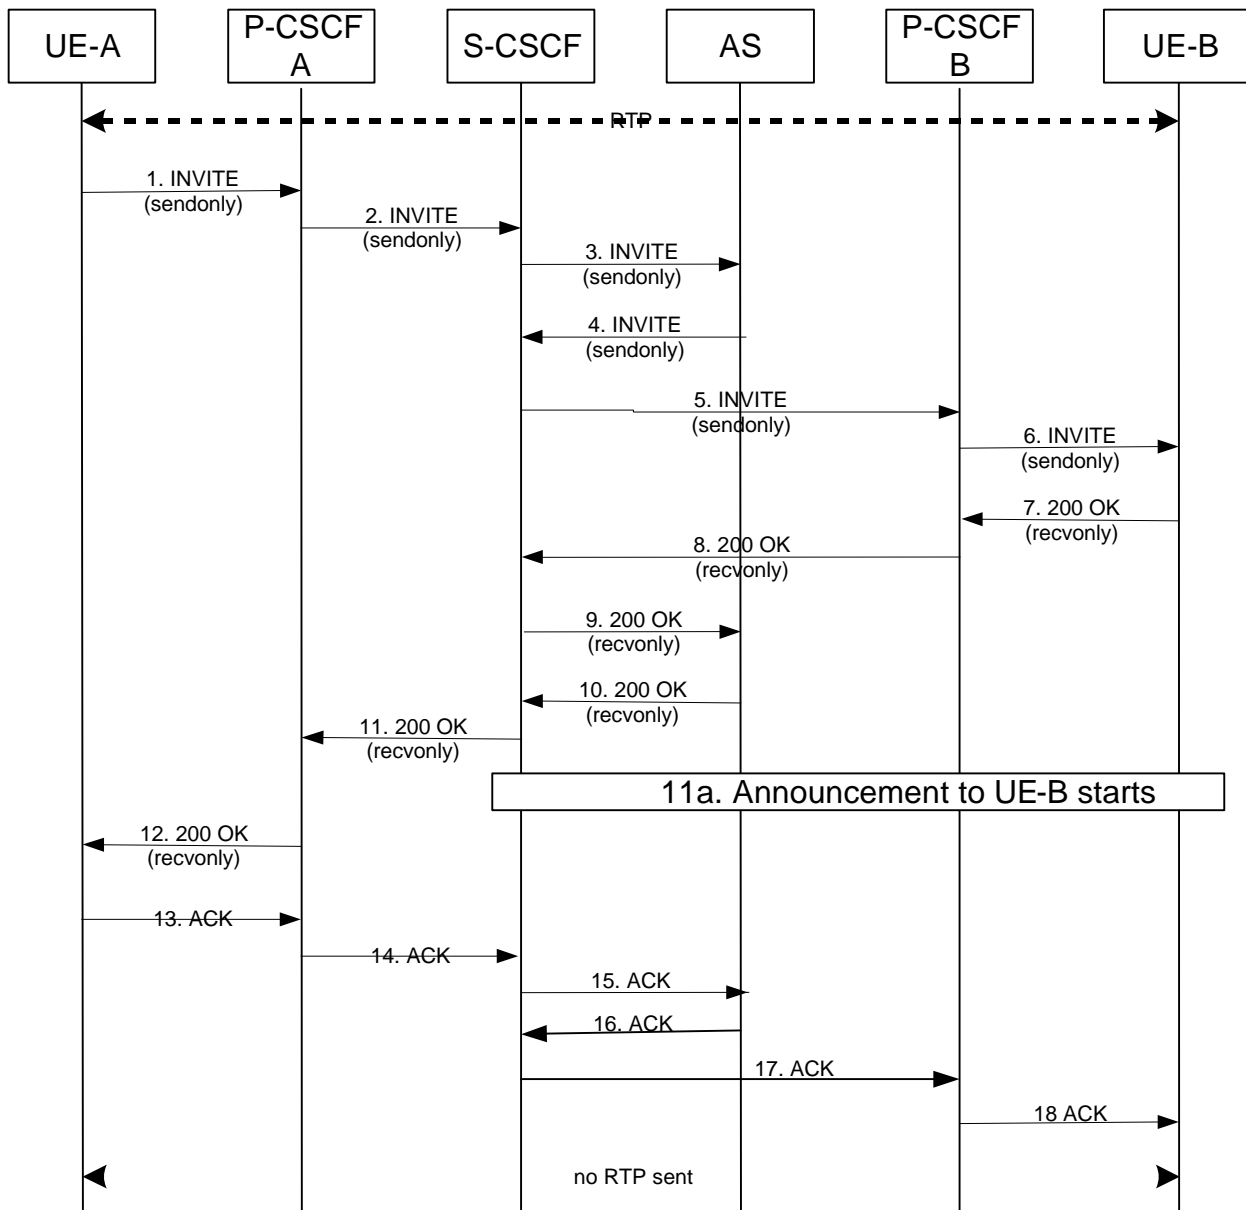 UE-A
P-CSCF
A
S-CSCF
AS
P-CSCF
B
UE-B
RTP
1. INVITE
(sendonly)
2. INVITE
(sendonly)
3. INVITE
(sendonly)
4. INVITE
(sendonly)
5. INVITE
(sendonly)
6. INVITE
(sendonly)
7. 200 OK
(recvonly)
8. 200 OK
(recvonly)
9. 200 OK
(recvonly)
10. 200 OK
(recvonly)
11. 200 OK
(recvonly)
11a. Announcement to UE-B starts
12. 200 OK
(recvonly)
13. ACK
14. ACK
15. ACK
16. ACK
17. ACK
18 ACK
no RTP sent